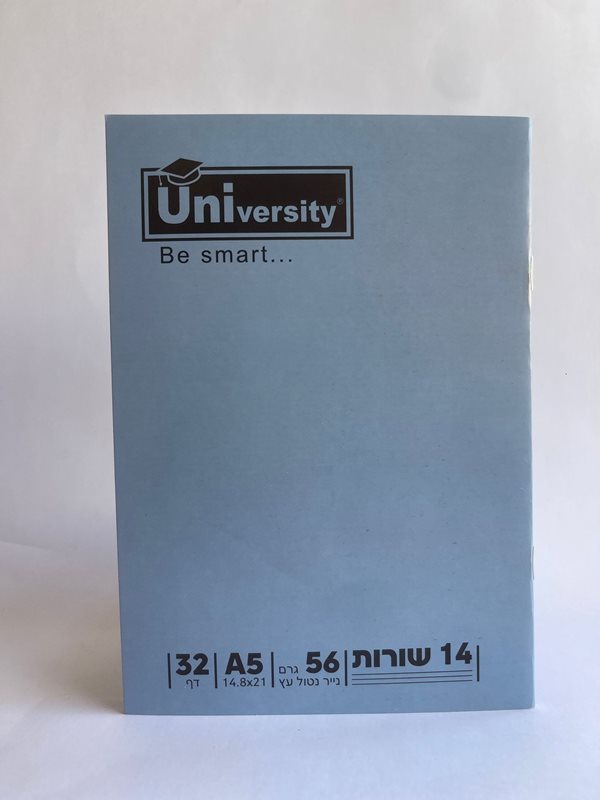 University®
Be smart...
14 שורות
56 גרם
נייר נטול עץ
A5
14.8x21
32
דף